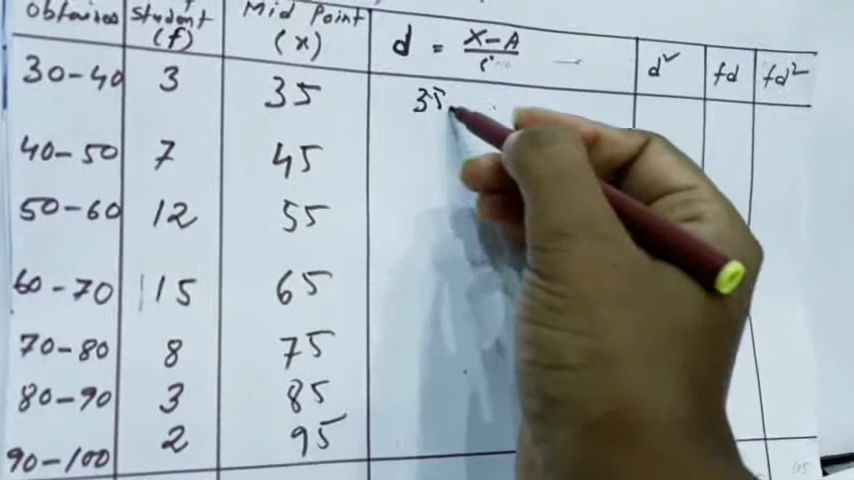 Obtained Student Mid Point
(f) (x) d = X-A/i d² fd fd²
30-40 3 35 35
40-50 7 45
50-60 12 55
60-70 15 65
70-80 8 75
80-90 3 85
90-100 2 95